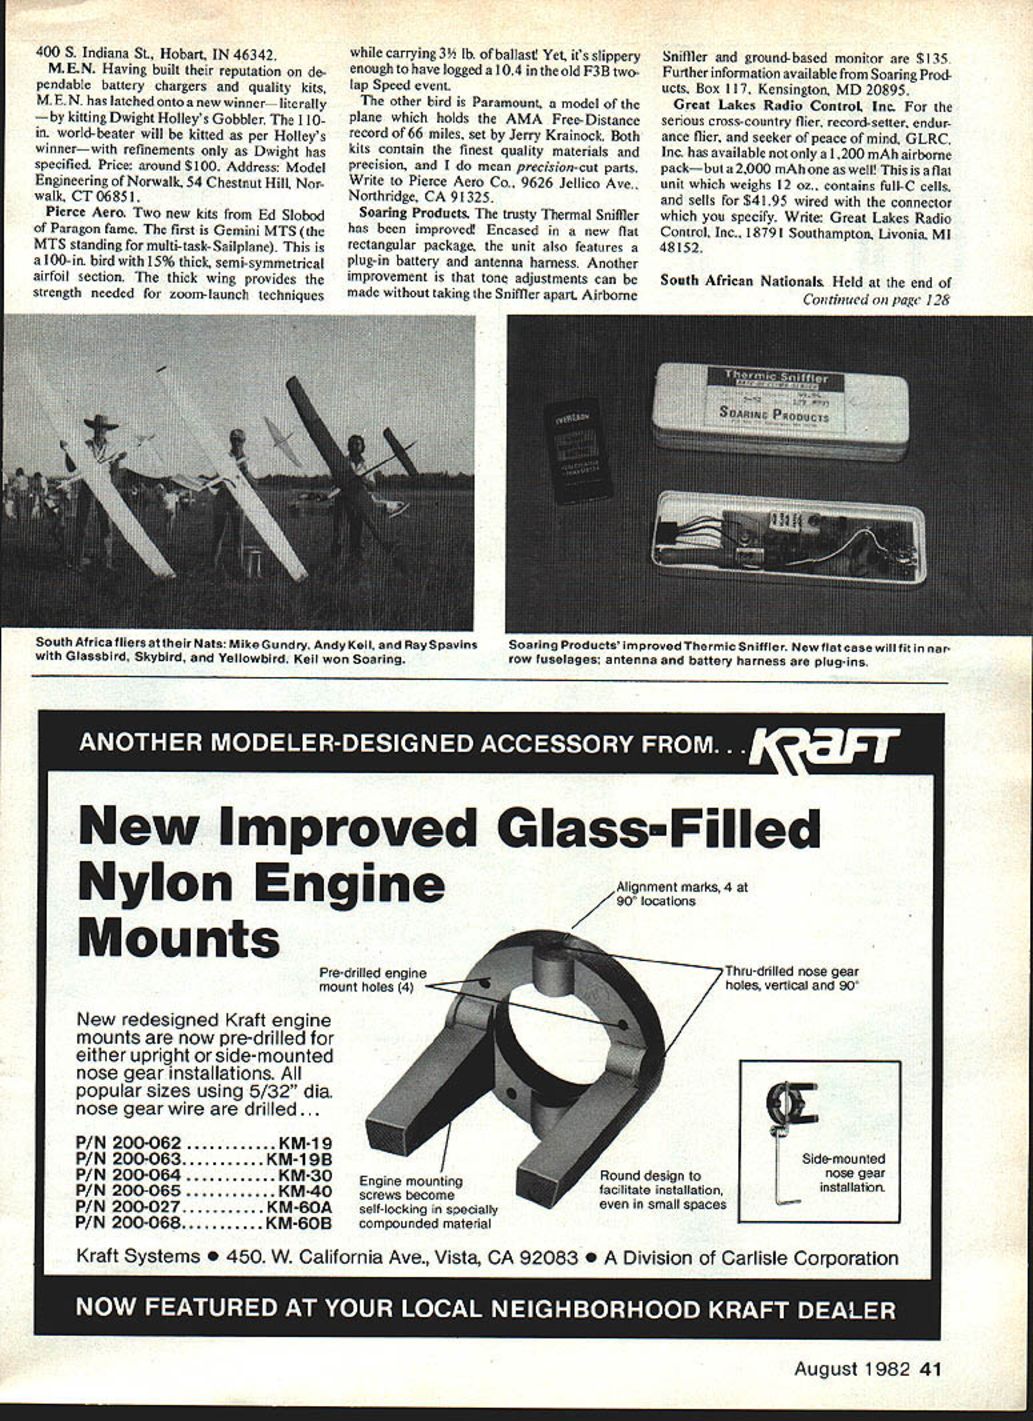 400 S. Indiana St., Hobart, IN 46342.
M.E.N. Having built their reputation on de-
pendable battery chargers and quality kits,
M.E.N. has latched onto a new winner—literally
—by kitting Dwight Holley's Gobbler. The 110-
in. world-beater will be kitted as per Holley's
winner—with refinements only as Dwight has
specified. Price: around $100. Address: Model
Engineering of Norwalk, 54 Chestnut Hill, Nor-
walk, CT 06851.
Pierce Aero. Two new kits from Ed Slobod
of Paragon fame. The first is Gemini MTS (the
MTS standing for multi-task-Sailplane). This is
a 100-in. bird with 15% thick, semi-symmetrical
airfoil section. The thick wing provides the
strength needed for zoom-launch techniques
while carrying 3½ lb. of ballast! Yet, it's slippery
enough to have logged a 10.4 in the old F3B two-
lap Speed event.
The other bird is Paramount, a model of the
plane which holds the AMA Free-Distance
record of 66 miles, set by Jerry Krainock. Both
kits contain the finest quality materials and
precision, and I do mean precision-cut parts.
Write to Pierce Aero Co., 9626 Jellico Ave.,
Northridge, CA 91325.
Soaring Products. The trusty Thermal Sniffler
has been improved! Encased in a new flat
rectangular package, the unit also features a
plug-in battery and antenna harness. Another
improvement is that tone adjustments can be
made without taking the Sniffler apart. Airborne
Sniffler and ground-based monitor are $135.
Further information available from Soaring Prod-
ucts, Box 117, Kensington, MD 20895.
Great Lakes Radio Control, Inc. For the
serious cross-country flier, record-setter, endur-
ance flier, and seeker of peace of mind, GLRC,
Inc. has available not only a 1,200 mAh airborne
pack—but a 2,000 mAh one as well! This is a flat
unit which weighs 12 oz., contains full-C cells,
and sells for $41.95 wired with the connector
which you specify. Write: Great Lakes Radio
Control, Inc., 18791 Southampton, Livonia, MI
48152.
South African Nationals. Held at the end of
Continued on page 128
EVEREADY
Thermic Sniffler
SOARING PRODUCTS
South Africa fliers at their Nats: Mike Gundry, Andy Keil, and Ray Spavins
with Glassbird, Skybird, and Yellowbird. Keil won Soaring.
Soaring Products' improved Thermic Sniffler. New flat case will fit in nar-
row fuselages; antenna and battery harness are plug-ins.
ANOTHER MODELER-DESIGNED ACCESSORY FROM... KRAFT
New Improved Glass-Filled
Nylon Engine
Mounts
Alignment marks, 4 at
90° locations
Pre-drilled engine
mount holes (4)
Thru-drilled nose gear
holes, vertical and 90°
New redesigned Kraft engine
mounts are now pre-drilled for
either upright or side-mounted
nose gear installations. All
popular sizes using 5/32" dia.
nose gear wire are drilled...
P/N 200-062 ............ KM-19
P/N 200-063........... KM-19B
P/N 200-064 ............ KM-30
P/N 200-065 ............ KM-40
P/N 200-027........... KM-60A
P/N 200-068........... KM-60B
Engine mounting
screws become
self-locking in specially
compounded material
Round design to
facilitate installation,
even in small spaces
Side-mounted
nose gear
installation.
Kraft Systems ● 450. W. California Ave., Vista, CA 92083 ● A Division of Carlisle Corporation
NOW FEATURED AT YOUR LOCAL NEIGHBORHOOD KRAFT DEALER
August 1982 41